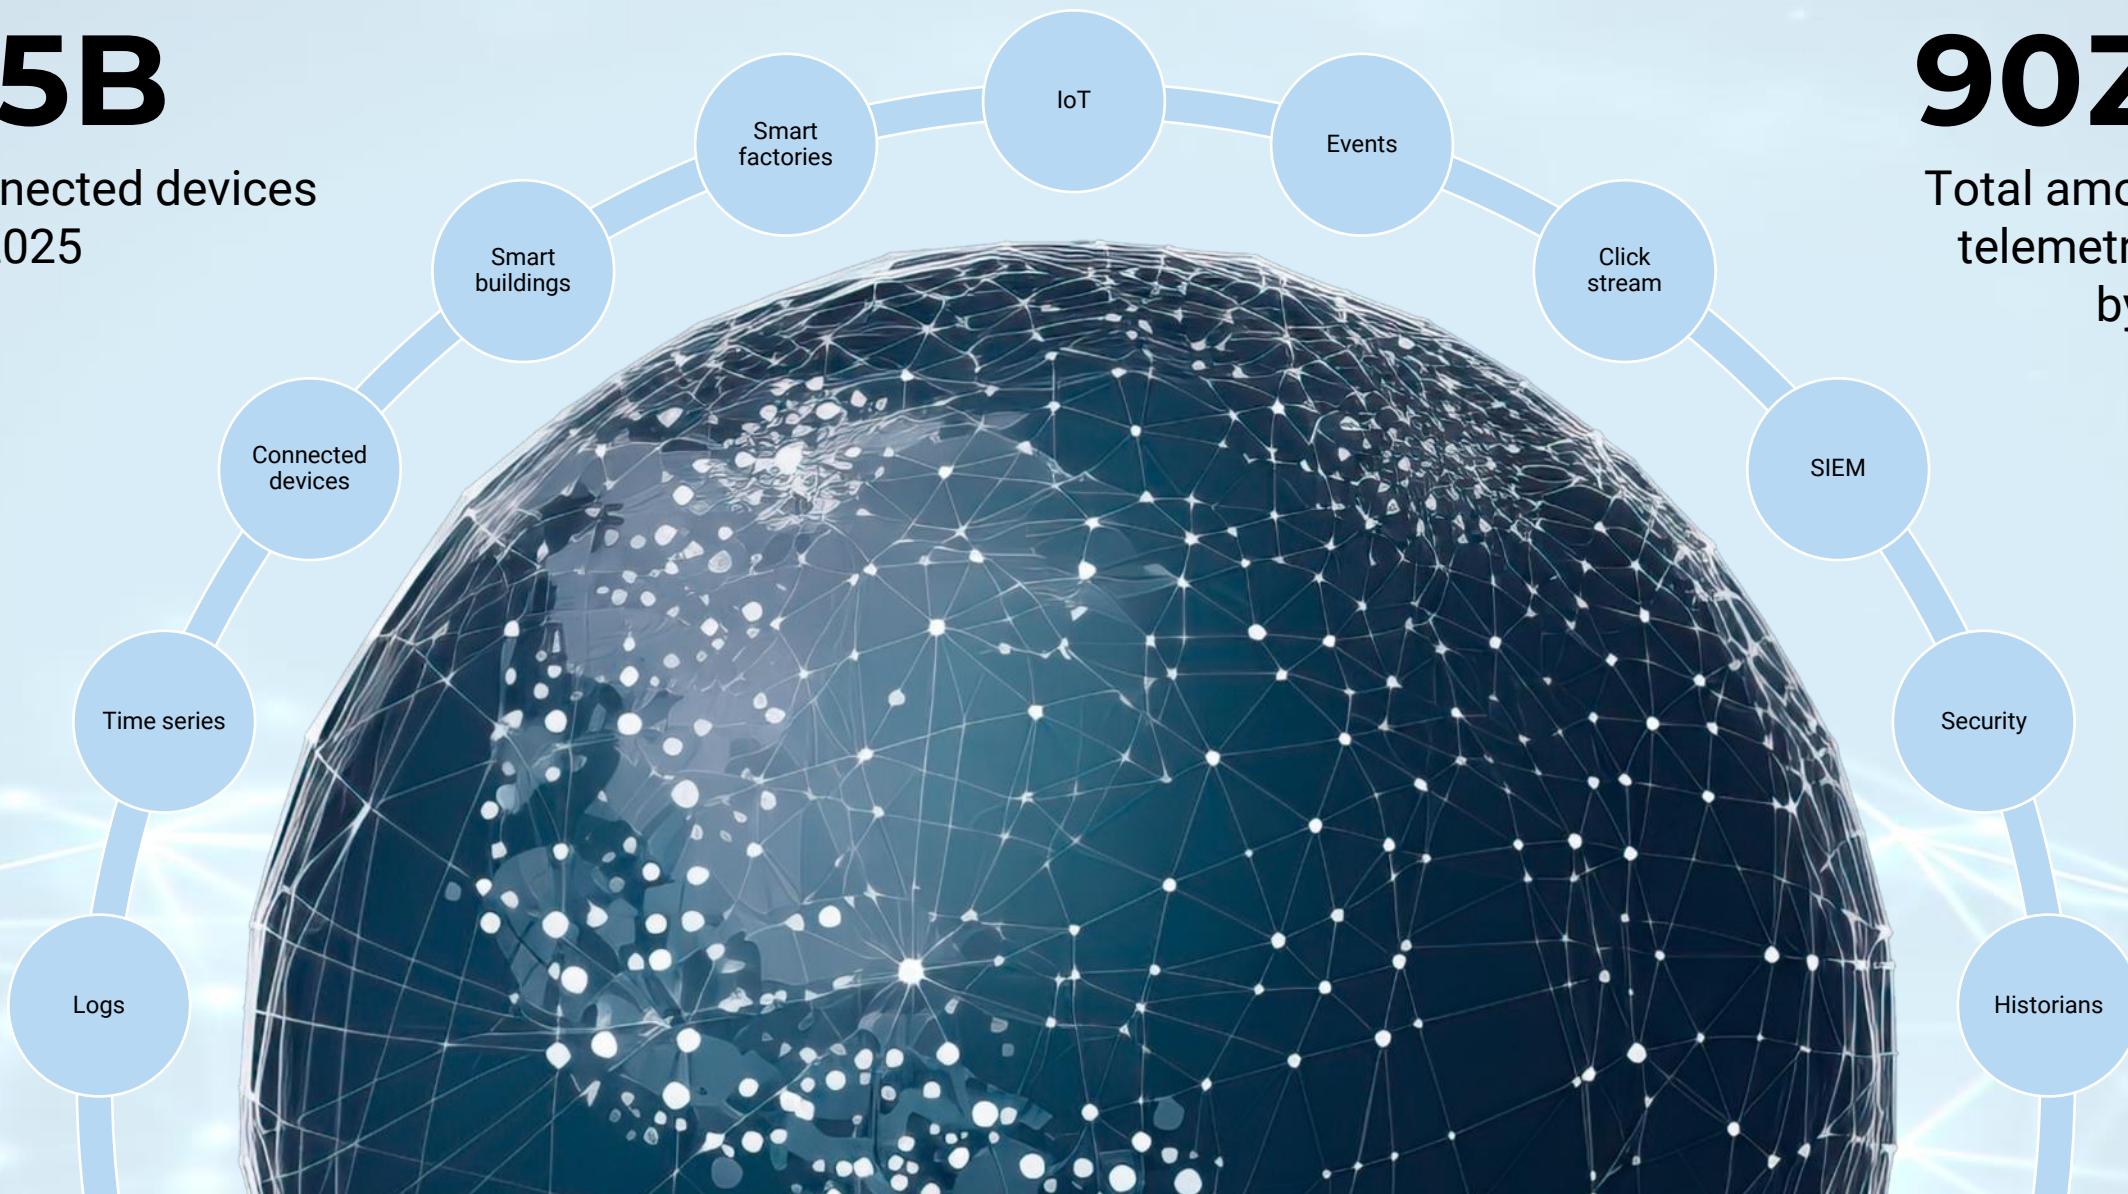 5B
nected devices
2025
90Z
Total amo
telemetr
by
IoT
Smart
factories
Events
Smart
buildings
Click
stream
Connected
devices
SIEM
Time series
Security
Logs
Historians